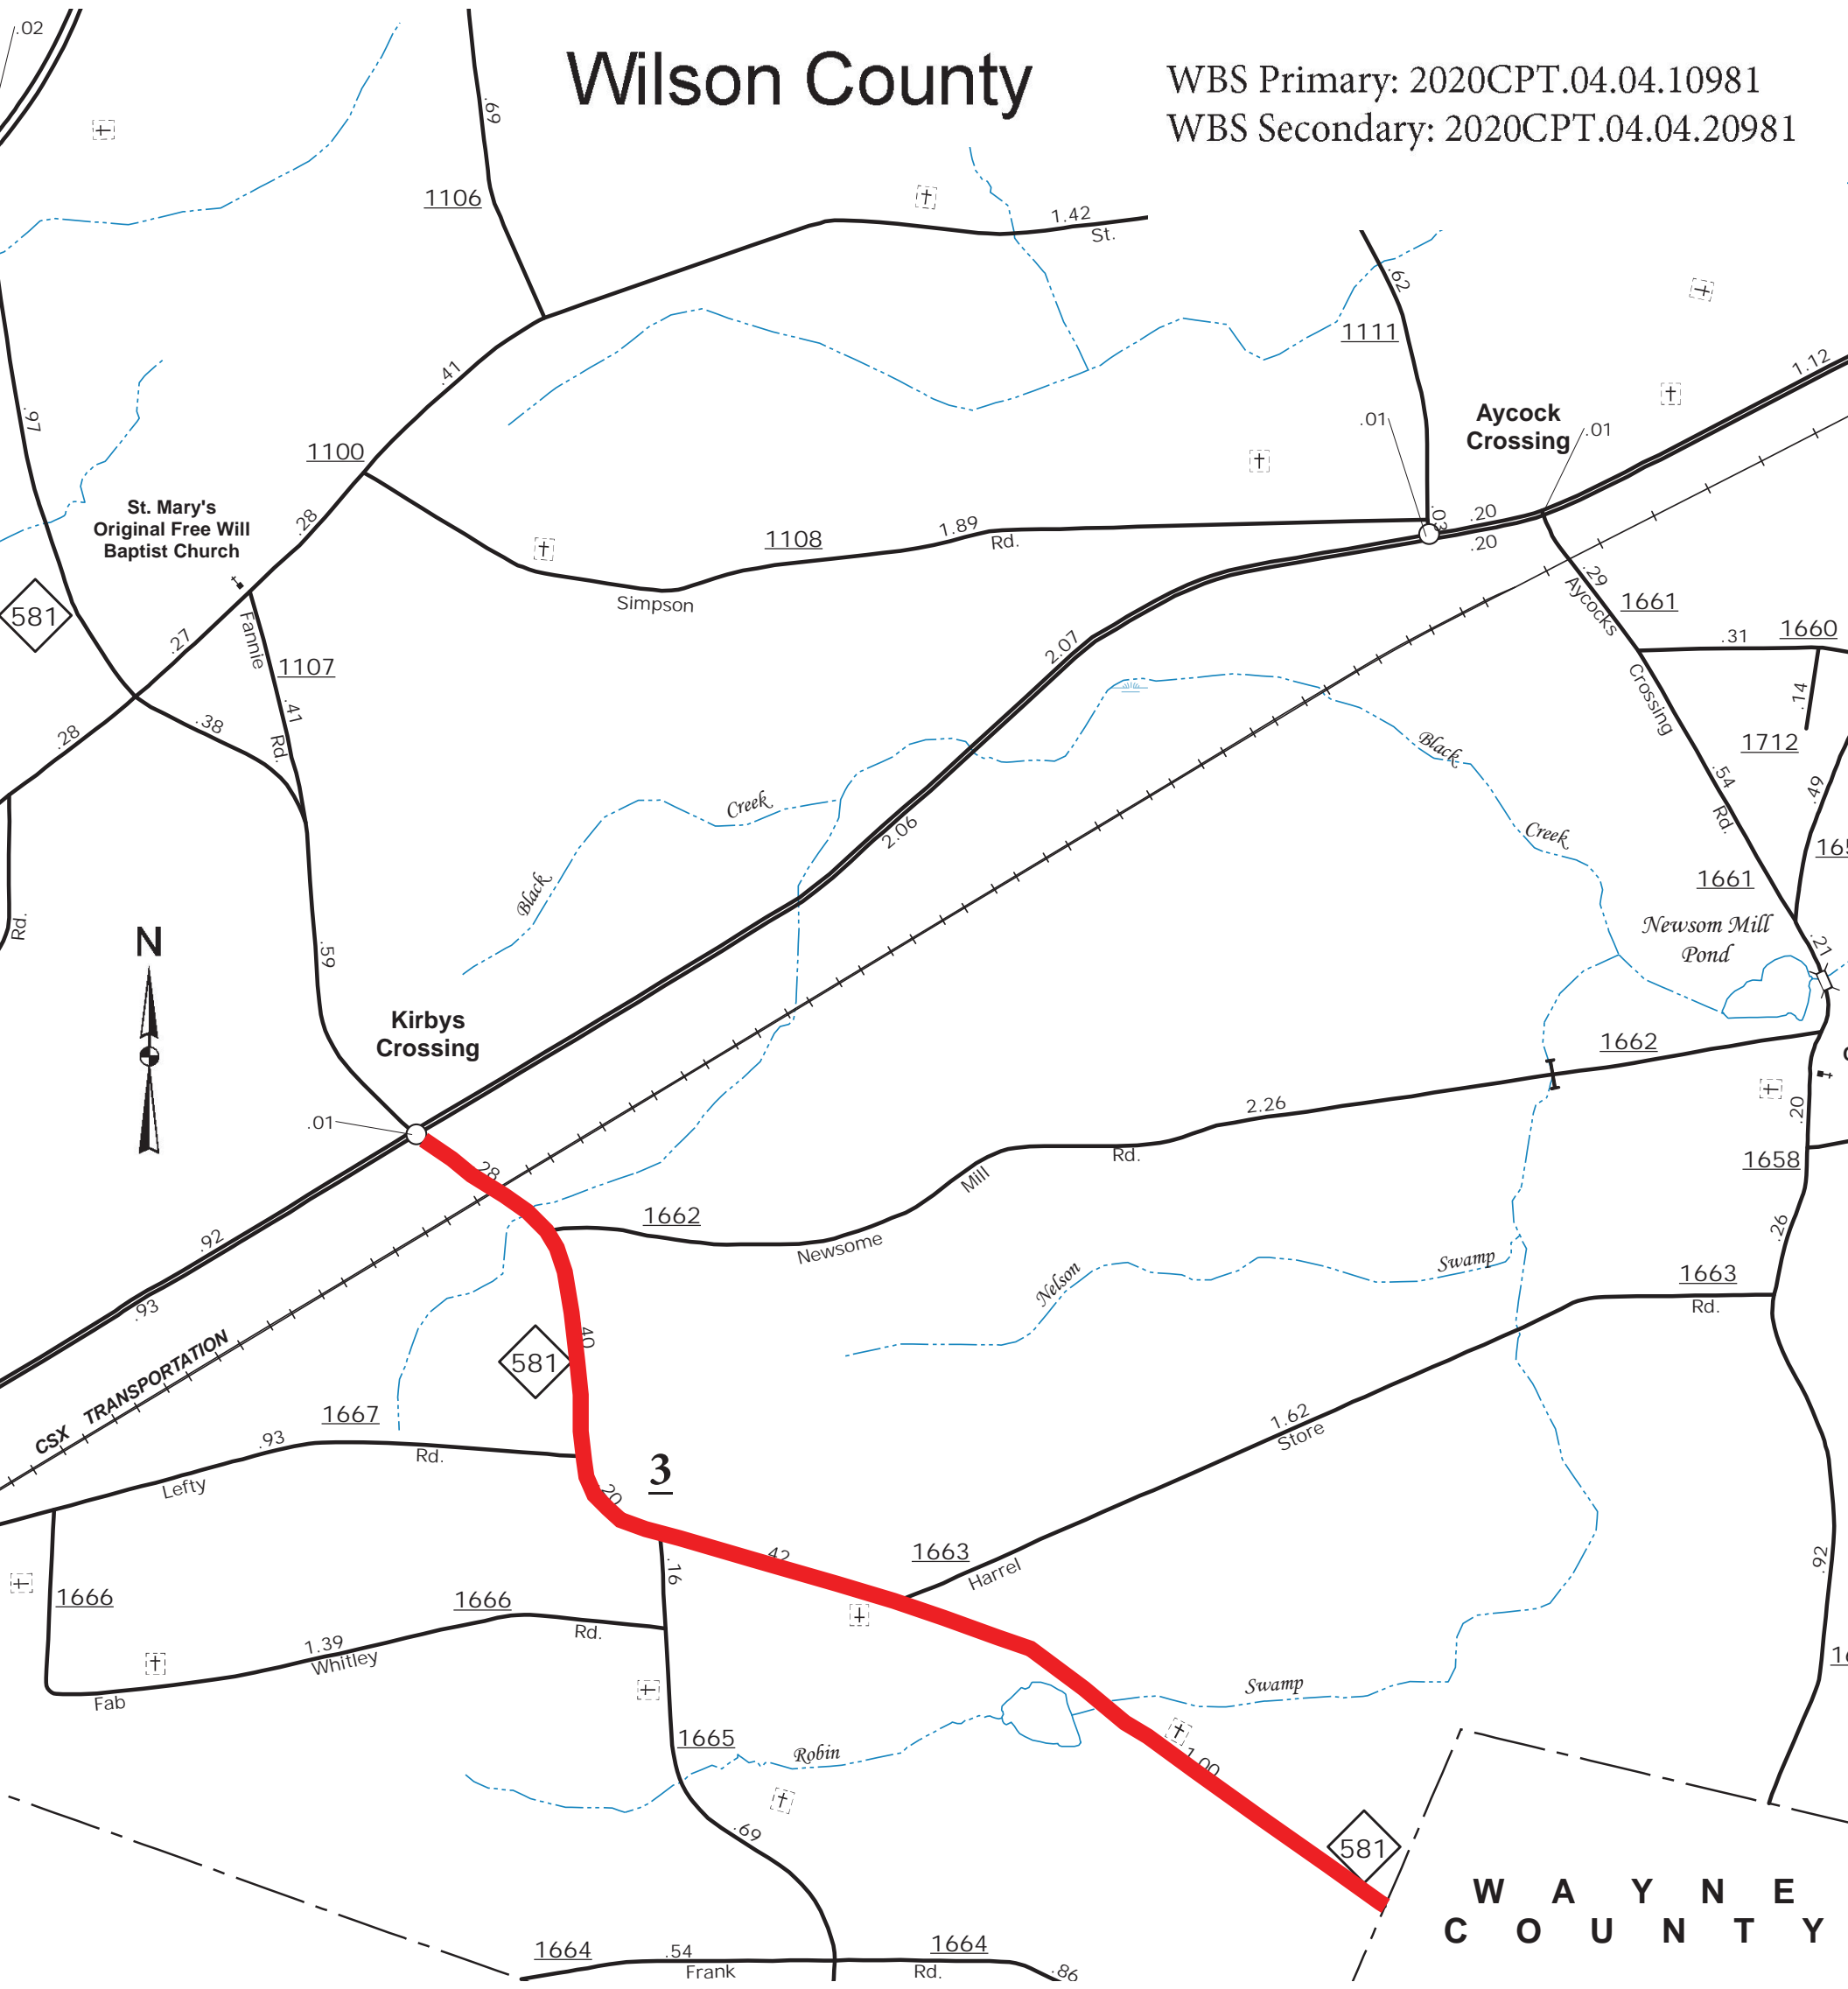 .02
Wilson County
WBS Primary: 2020CPT.04.04.10981
WBS Secondary: 2020CPT.04.04.20981
.69
1106
1.42
St.
.62
1111
1.12
.41
.97
.01
Aycock
Crossing
.01
1100
St. Mary's
Original Free Will
Baptist Church
.28
1108
1.89
Rd.
.03
.20
.20
Simpson
581
.27
Fannie
1107
.41
Rd.
.28
.38
2.07
.29
Aycocks
1661
.31
1660
Crossing
.14
1712
.54
.49
Rd.
Black
Creek
Creek
2.06
Black
1661
Newsom Mill
Pond
.21
Rd.
N
.59
Kirbys
Crossing
.01
1662
2.26
Rd.
Mill
.20
1658
.28
1662
Newsome
.92
.93
Nelson
Swamp
.26
1663
Rd.
581
.40
CSX TRANSPORTATION
1667
.93
Rd.
Lefty
.20
3
1.62
Store
.42
1663
Harrel
.16
.92
1666
1666
Rd.
1.39
Whitley
Fab
1665
Robin
Swamp
1.00
.69
581
WAYNE
COUNTY
1664
.54
1664
Frank
Rd.
.86